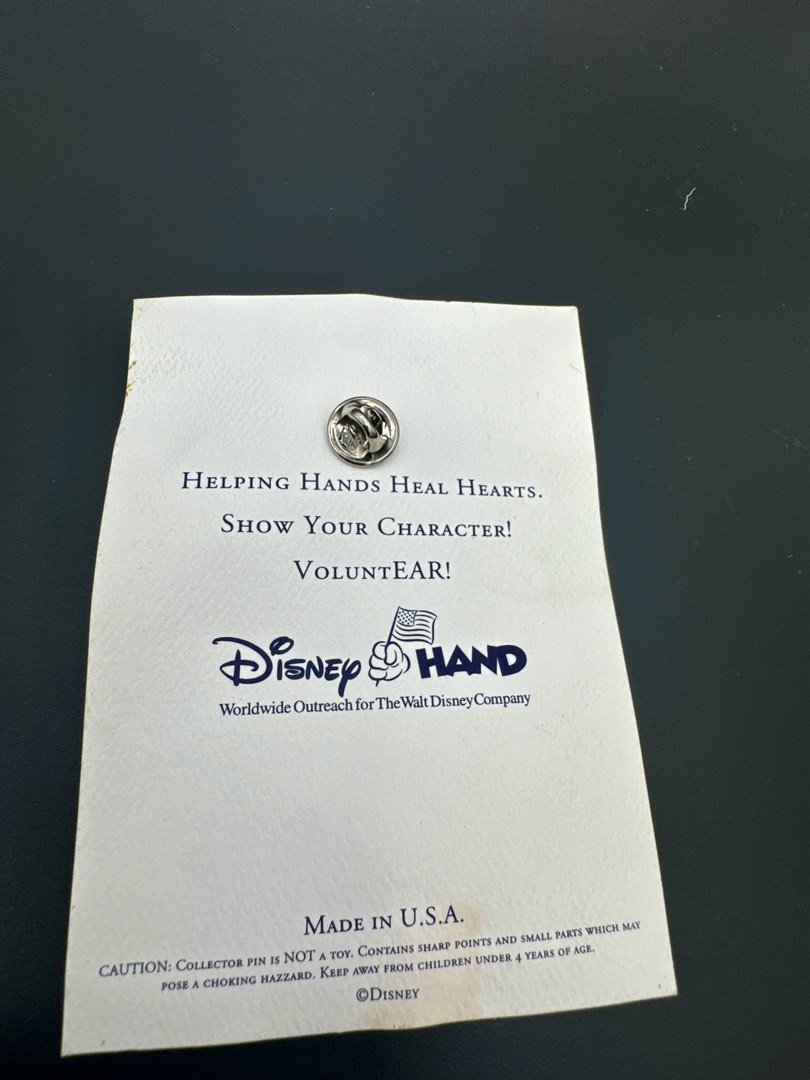 Helping Hands Heal Hearts.
Show Your Character!
VoluntEAR!
Disney HAND
Worldwide Outreach for The Walt Disney Company
Made in U.S.A.
CAUTION: Collector pin is NOT a toy. Contains sharp points and small parts which may
pose a choking hazzard. Keep away from children under 4 years of age.
©Disney